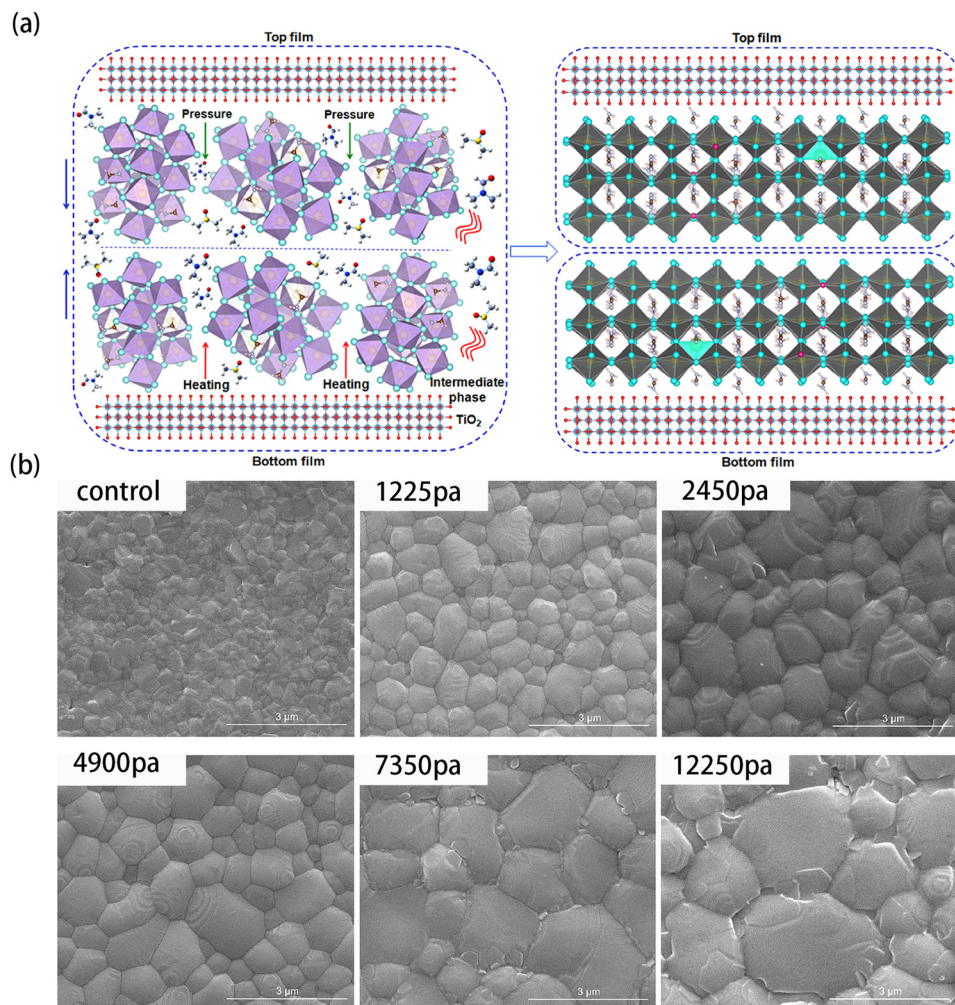 (a)
Top film
Pressure
Pressure
Heating
Heating
Intermediate
phase
TiO2
Bottom film
Top film
Bottom film
(b)
control
1225pa
2450pa
3 μm
3 μm
3 μm
4900pa
7350pa
12250pa
3 μm
3 μm
3 μm